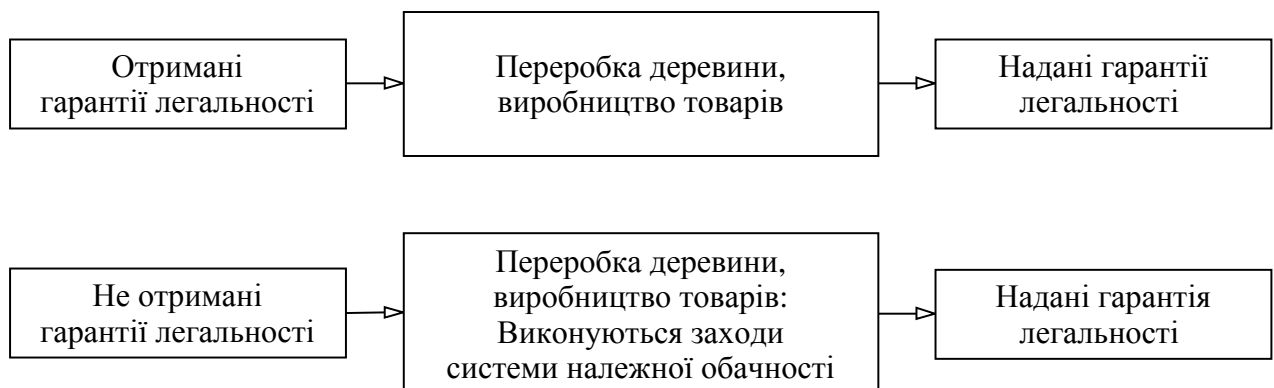 Отримані
гарантії легальності
Переробка деревини,
виробництво товарів
Надані гарантії
легальності
Не отримані
гарантії легальності
Переробка деревини,
виробництво товарів:
Виконуються заходи
системи належної обачності
Надані гарантія
легальності